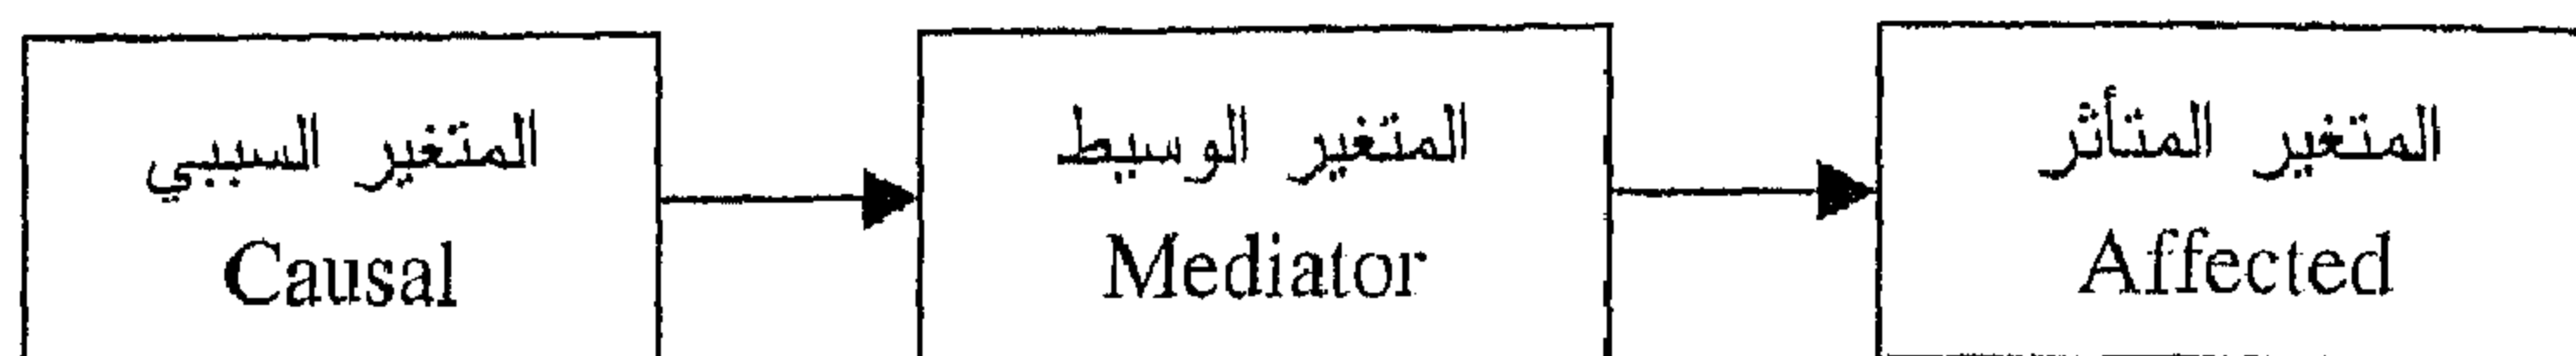 المتغير السببي
Causal
المتغير الوسيط
Mediator
المتغير المتأثر
Affected